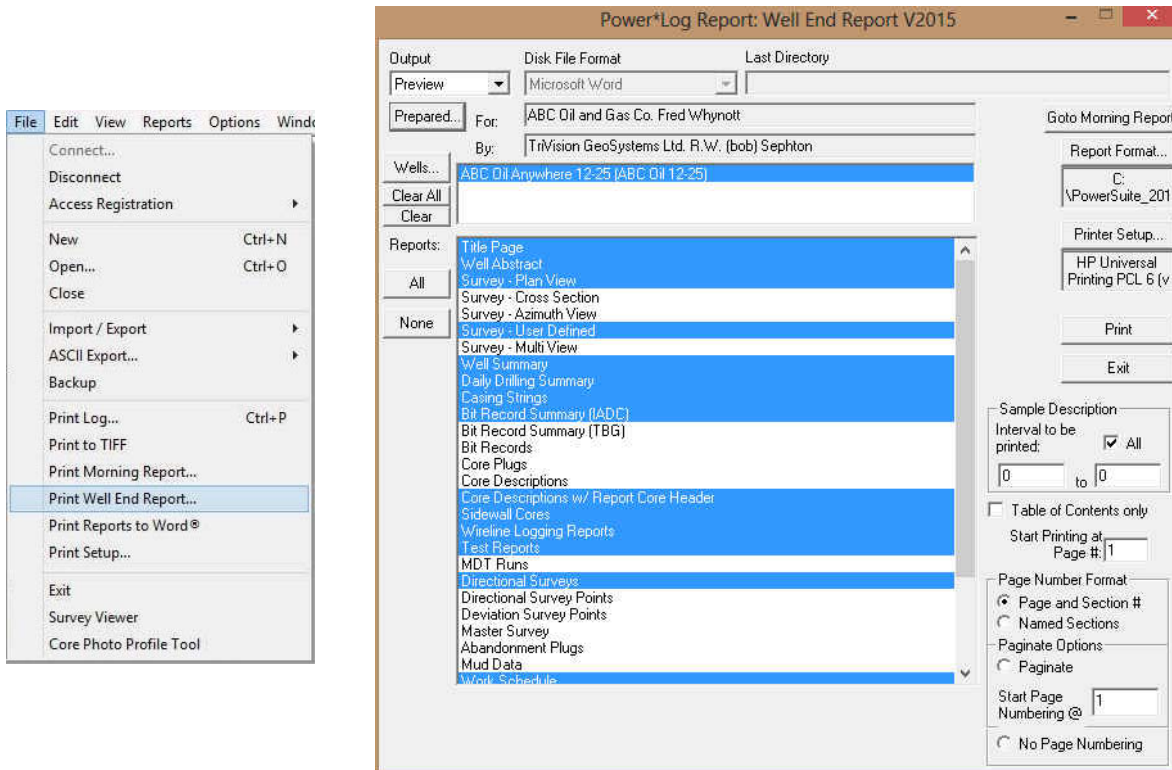 File Edit View Reports Options Windo
Connect...
Disconnect
Access Registration
New Ctrl+N
Open... Ctrl+O
Close
Import / Export
ASCII Export...
Backup
Print Log... Ctrl+P
Print to TIFF
Print Morning Report...
Print Well End Report...
Print Reports to Word®
Print Setup...
Exit
Survey Viewer
Core Photo Profile Tool
Power*Log Report: Well End Report V2015
Output Disk File Format Last Directory
Preview Microsoft Word
Prepared... For: ABC Oil and Gas Co. Fred Whynott
By: TriVision GeoSystems Ltd. R.W. (bob) Sephton
Wells... ABC Oil Anywhere 12-25 (ABC Oil 12-25)
Clear All
Clear
Reports:
All
None
Title Page
Well Abstract
Survey - Plan View
Survey - Cross Section
Survey - Azimuth View
Survey - User Defined
Survey - Multi View
Well Summary
Daily Drilling Summary
Casing Strings
Bit Record Summary (IADC)
Bit Record Summary (TBG)
Bit Records
Core Plugs
Core Descriptions
Core Descriptions w/ Report Core Header
Sidewall Cores
Wireline Logging Reports
Test Reports
MDT Runs
Directional Surveys
Directional Survey Points
Deviation Survey Points
Master Survey
Abandonment Plugs
Mud Data
Work Schedule
Goto Morning Report
Report Format...
C:
\PowerSuite_201
Printer Setup...
HP Universal
Printing PCL 6 (v
Print
Exit
Sample Description
Interval to be
printed: All
0 to 0
Table of Contents only
Start Printing at
Page #: 1
Page Number Format
Page and Section #
Named Sections
Paginate Options
Paginate
Start Page
Numbering @ 1
No Page Numbering